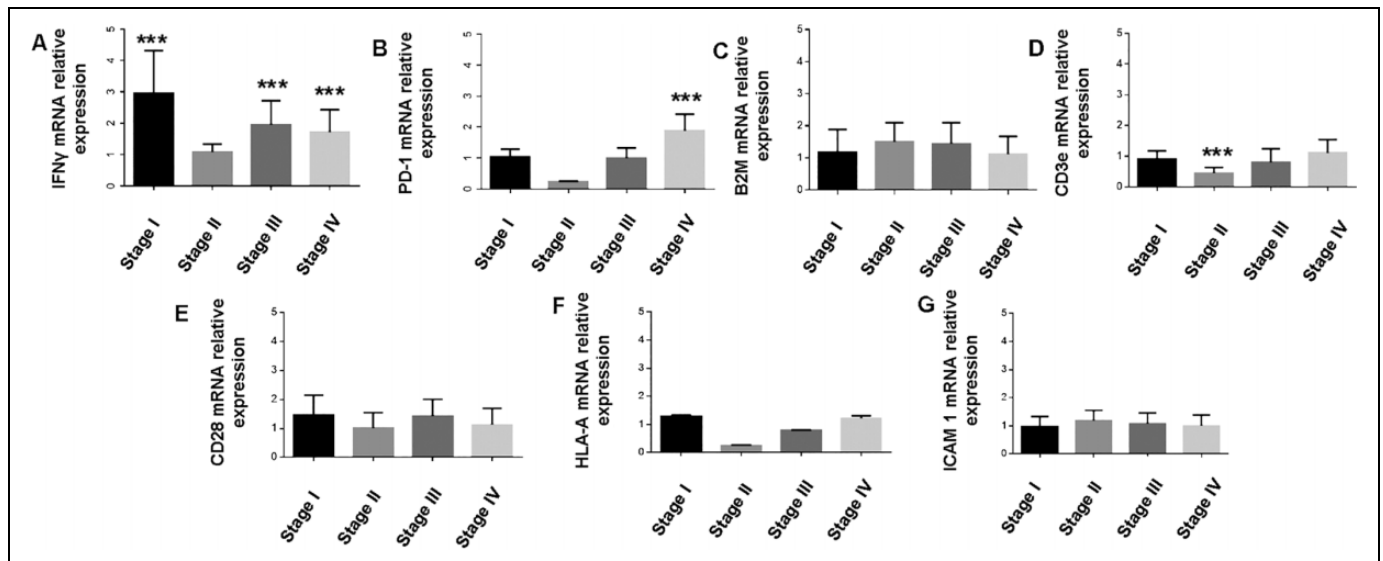 A
IFNγ mRNA relative
expression
5
4
3
2
1
0
***
***
***
Stage I
Stage II
Stage III
Stage IV
B
PD-1 mRNA relative
expression
5
4
3
2
1
0
***
Stage I
Stage II
Stage III
Stage IV
C
B2M mRNA relative
expression
5
4
3
2
1
0
Stage I
Stage II
Stage III
Stage IV
D
CD3e mRNA relative
expression
5
4
3
2
1
0
***
Stage I
Stage II
Stage III
Stage IV
E
CD28 mRNA relative
expression
5
4
3
2
1
0
Stage I
Stage II
Stage III
Stage IV
F
HLA-A mRNA relative
expression
5
4
3
2
1
0
Stage I
Stage II
Stage III
Stage IV
G
ICAM 1 mRNA relative
expression
5
4
3
2
1
0
Stage I
Stage II
Stage III
Stage IV